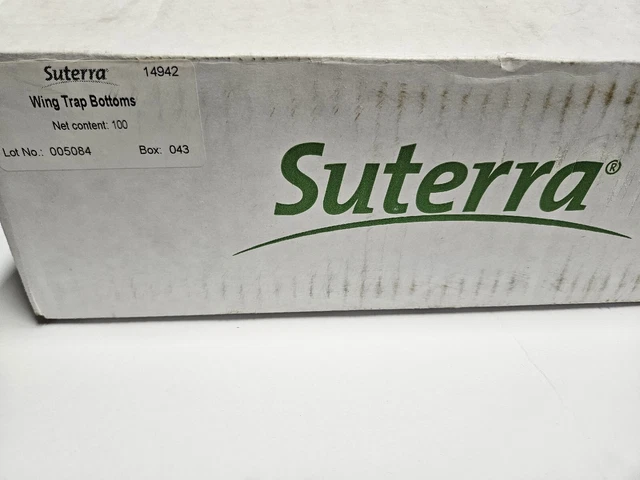 Suterra 14942
Wing Trap Bottoms
Net content: 100
Lot No.: 005084 Box: 043
Suterra®